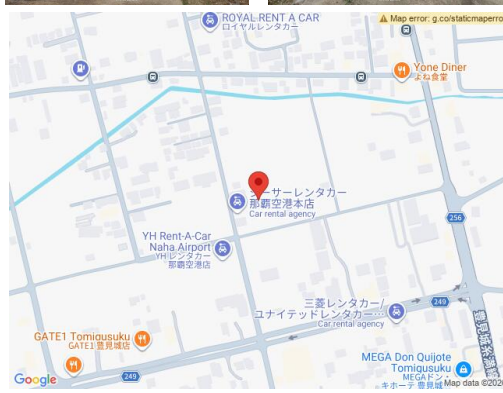 ROYAL RENT A CAR
ロイヤルレンタカー
Map error: g.co/staticmaperro
Yone Diner
よね食堂
ーサーレンタカー
那覇空港本店
Car rental agency
256
YH Rent-A-Car
Naha Airport
YH レンタカー
那覇空港店
三菱レンタカー/
ユナイテッドレンタカー…
Car rental agency
249
GATE1 Tomigusuku
GATE1 豊見城店
MEGA Don Quijote
Tomigusuku
MEGAドン・
キホーテ 豊見城
249
Google
Map data ©202